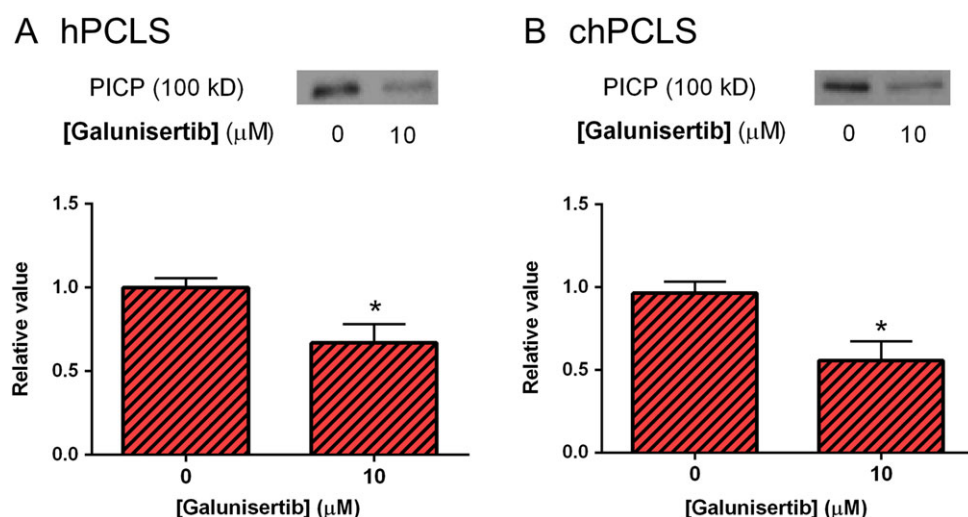 A hPCLS
PICP (100 kD)
[Galunisertib] (μM) 0 10
1.5
1.0
0.5
0.0
Relative value
*
0 10
[Galunisertib] (μM)
B chPCLS
PICP (100 kD)
[Galunisertib] (μM) 0 10
1.5
1.0
0.5
0.0
Relative value
*
0 10
[Galunisertib] (μM)